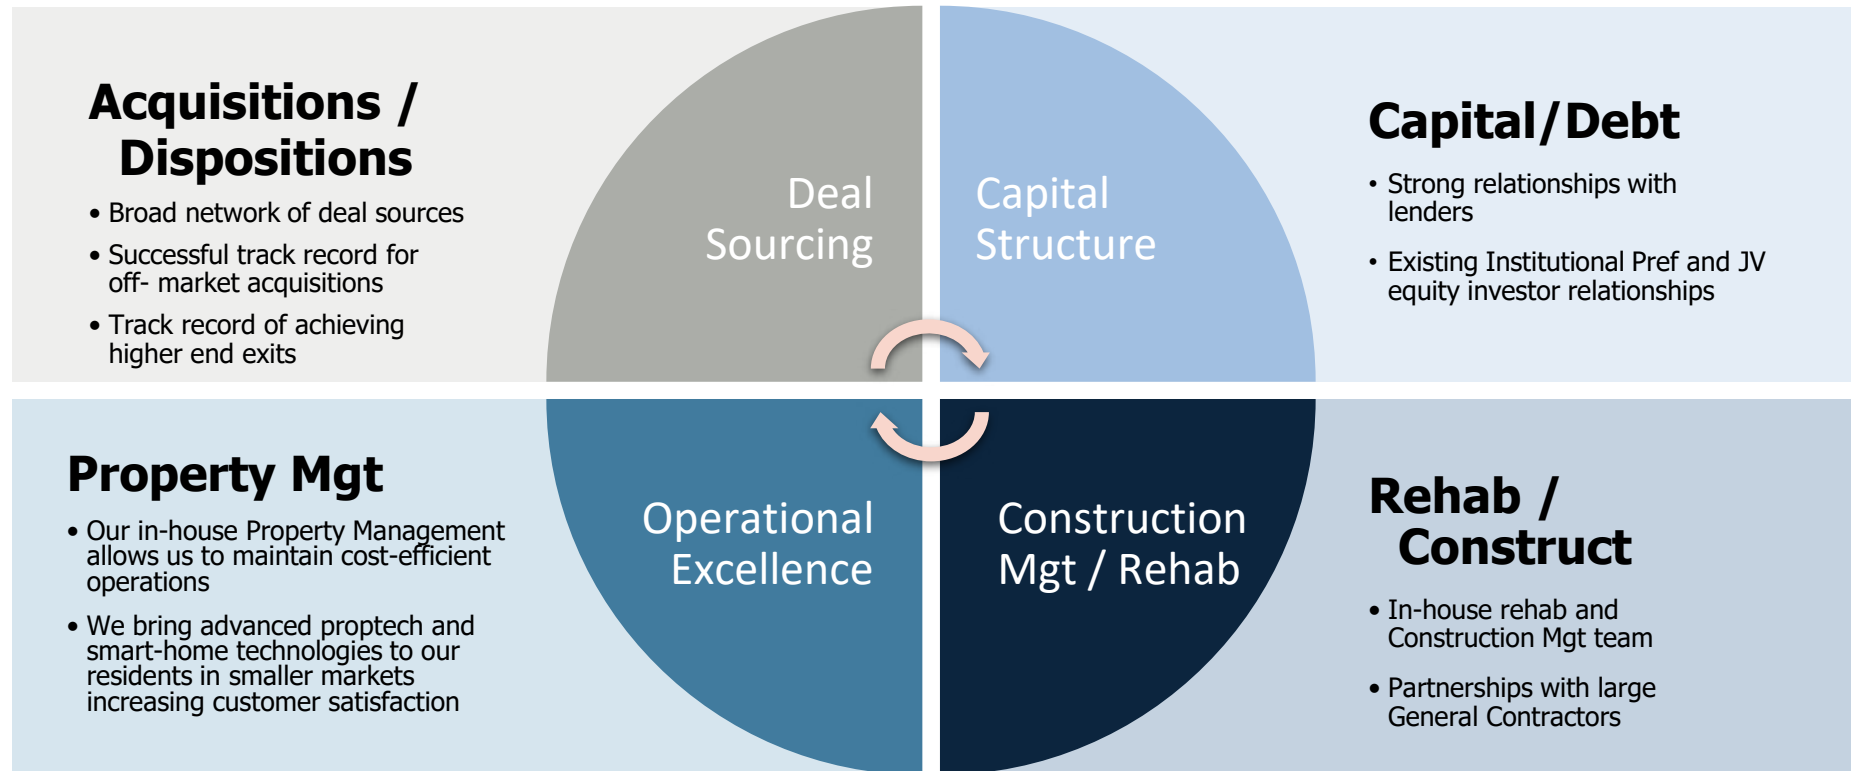 Acquisitions /
Dispositions
• Broad network of deal sources
• Successful track record for
off- market acquisitions
• Track record of achieving
higher end exits
Deal
Sourcing
Capital
Structure
Capital/Debt
• Strong relationships with
lenders
• Existing Institutional Pref and JV
equity investor relationships
Property Mgt
• Our in-house Property Management
allows us to maintain cost-efficient
operations
• We bring advanced proptech and
smart-home technologies to our
residents in smaller markets
increasing customer satisfaction
Operational
Excellence
Construction
Mgt / Rehab
Rehab /
Construct
• In-house rehab and
Construction Mgt team
• Partnerships with large
General Contractors